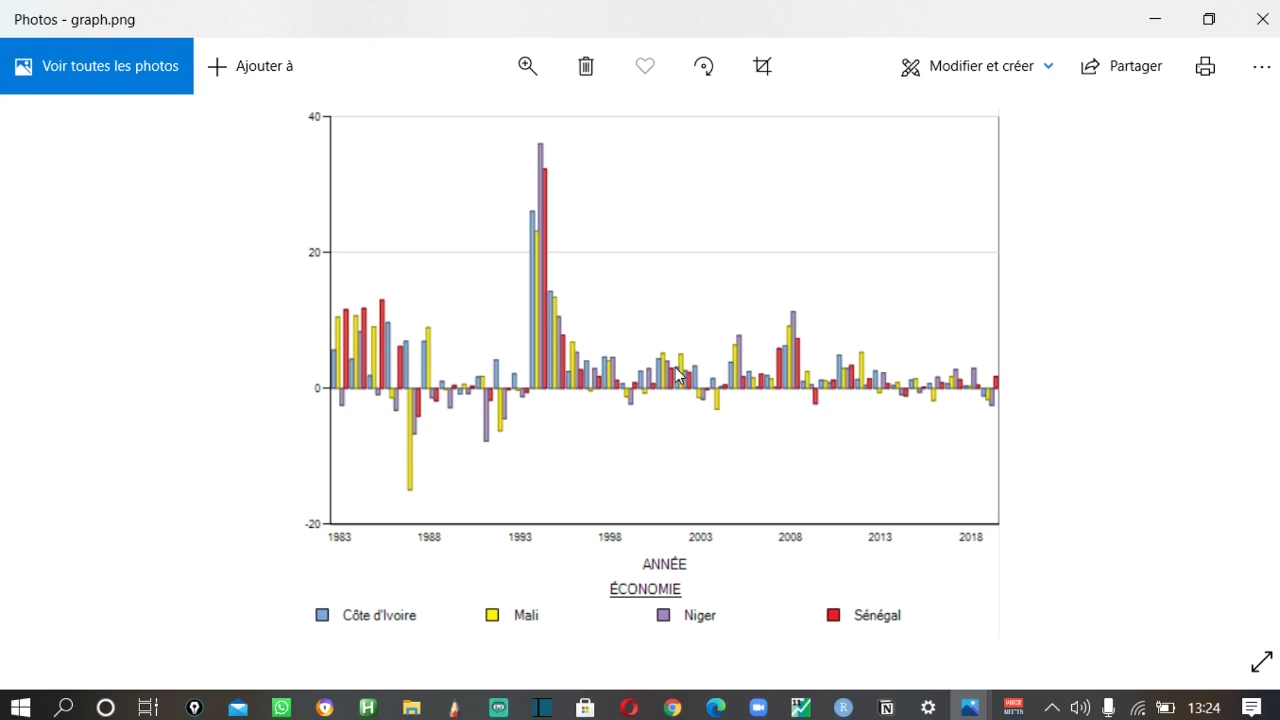 Photos - graph.png
Voir toutes les photos
Ajouter à
Modifier et créer
Partager
40
20
0
-20
1983 1988 1993 1998 2003 2008 2013 2018
ANNÉE
ÉCONOMIE
Côte d'Ivoire Mali Niger Sénégal
13:24